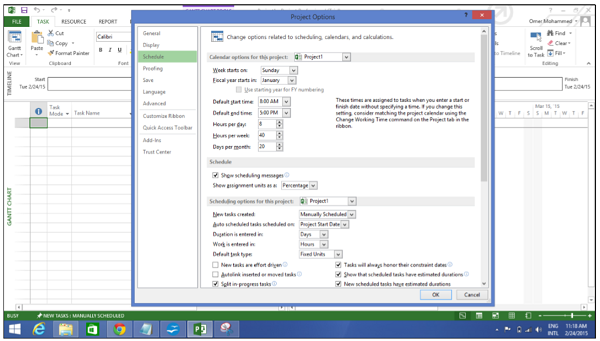 Project Options
FILE
TASK
RESOURCE
REPORT
Omar Mohammed
Gantt Chart
Paste
Cut
Copy
Format Painter
Calibri
B I U
View
Clipboard
Font
to Timeline
Scroll to Task
Find
Clear
Fill
Editing
General
Display
Schedule
Proofing
Save
Language
Advanced
Customize Ribbon
Quick Access Toolbar
Add-Ins
Trust Center
Change options related to scheduling, calendars, and calculations.
Calendar options for this project: Project1
Week starts on: Sunday
Fiscal year starts in: January
Use starting year for FY numbering
Default start time: 8:00 AM
Default end time: 5:00 PM
Hours per day: 8
Hours per week: 40
Days per month: 20
These times are assigned to tasks when you enter a start or
finish date without specifying a time. If you change this
setting, consider matching the project calendar using the
Change Working Time command on the Project tab in the
ribbon.
Schedule
Show scheduling messages
Show assignment units as a: Percentage
Scheduling options for this project: Project1
New tasks created: Manually Scheduled
Auto scheduled tasks scheduled on: Project Start Date
Duration is entered in: Days
Work is entered in: Hours
Default task type: Fixed Units
New tasks are effort driven
Tasks will always honor their constraint dates
Autolink inserted or moved tasks
Show that scheduled tasks have estimated durations
Split in-progress tasks
New scheduled tasks have estimated durations
OK
Cancel
TIMELINE
Start
Tue 2/24/15
Finish
Tue 2/24/15
Task Mode
Task Name
Mar 15, '15
W T F S S M T W T F S
GANTT CHART
BUSY
NEW TASKS : MANUALLY SCHEDULED
ENG
INTL
11:18 AM
2/24/2015